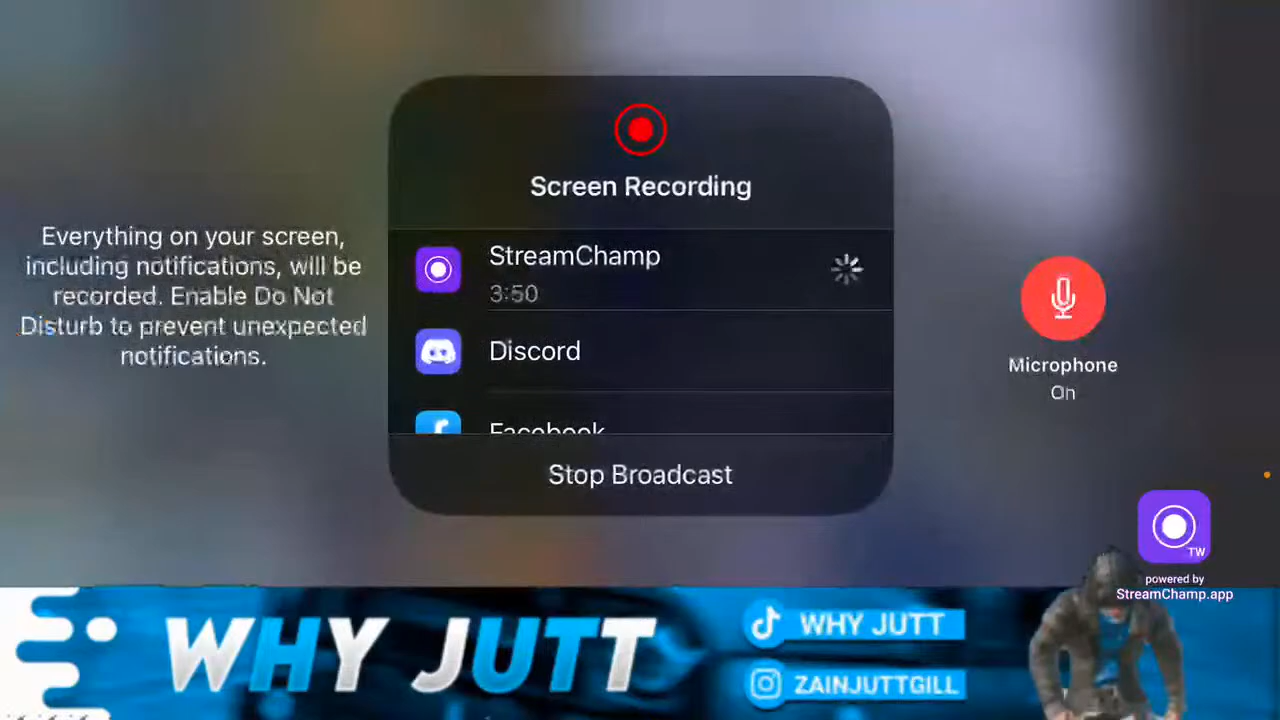 Screen Recording
Everything on your screen,
including notifications, will be
recorded. Enable Do Not
Disturb to prevent unexpected
notifications.
StreamChamp
3:50
Discord
Facebook
Stop Broadcast
Microphone
On
TW
powered by
StreamChamp.app
WHY JUTT
WHY JUTT
ZAINJUTTGILL